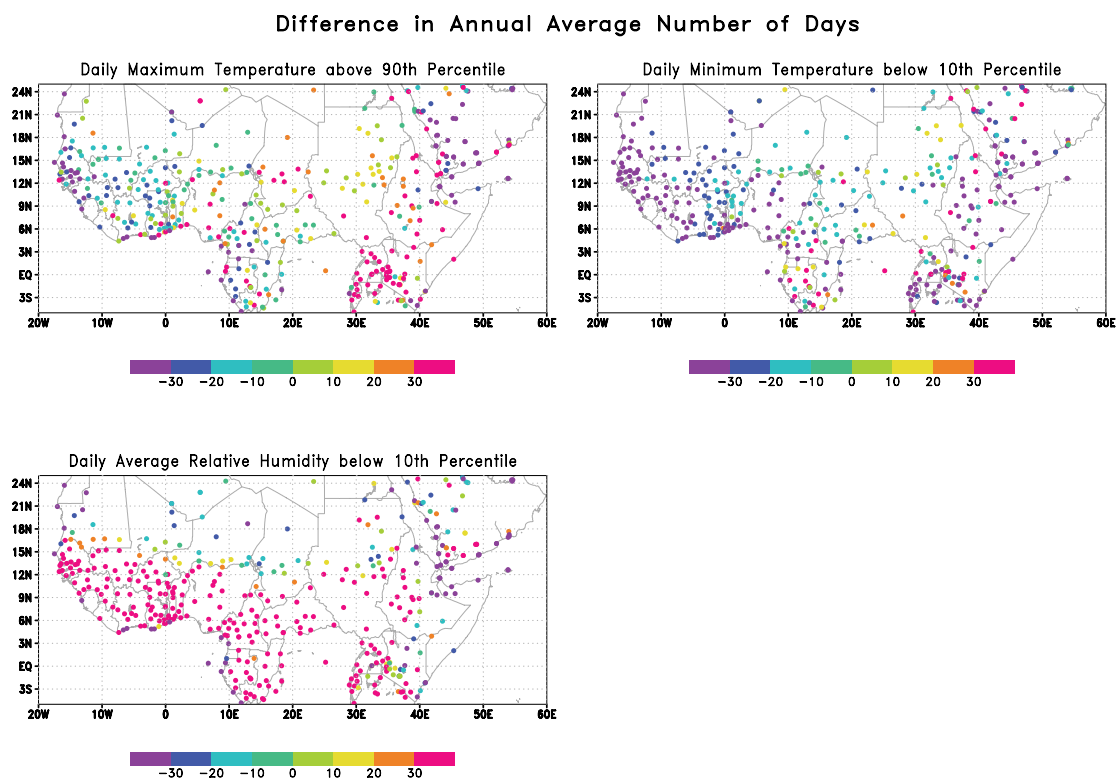 Difference in Annual Average Number of Days
Daily Maximum Temperature above 90th Percentile
24N
21N
18N
15N
12N
9N
6N
3N
EQ
3S
20W 10W 0 10E 20E 30E 40E 50E 60E
−30 −20 −10 0 10 20 30
Daily Minimum Temperature below 10th Percentile
24N
21N
18N
15N
12N
9N
6N
3N
EQ
3S
20W 10W 0 10E 20E 30E 40E 50E 60E
−30 −20 −10 0 10 20 30
Daily Average Relative Humidity below 10th Percentile
24N
21N
18N
15N
12N
9N
6N
3N
EQ
3S
20W 10W 0 10E 20E 30E 40E 50E 60E
−30 −20 −10 0 10 20 30